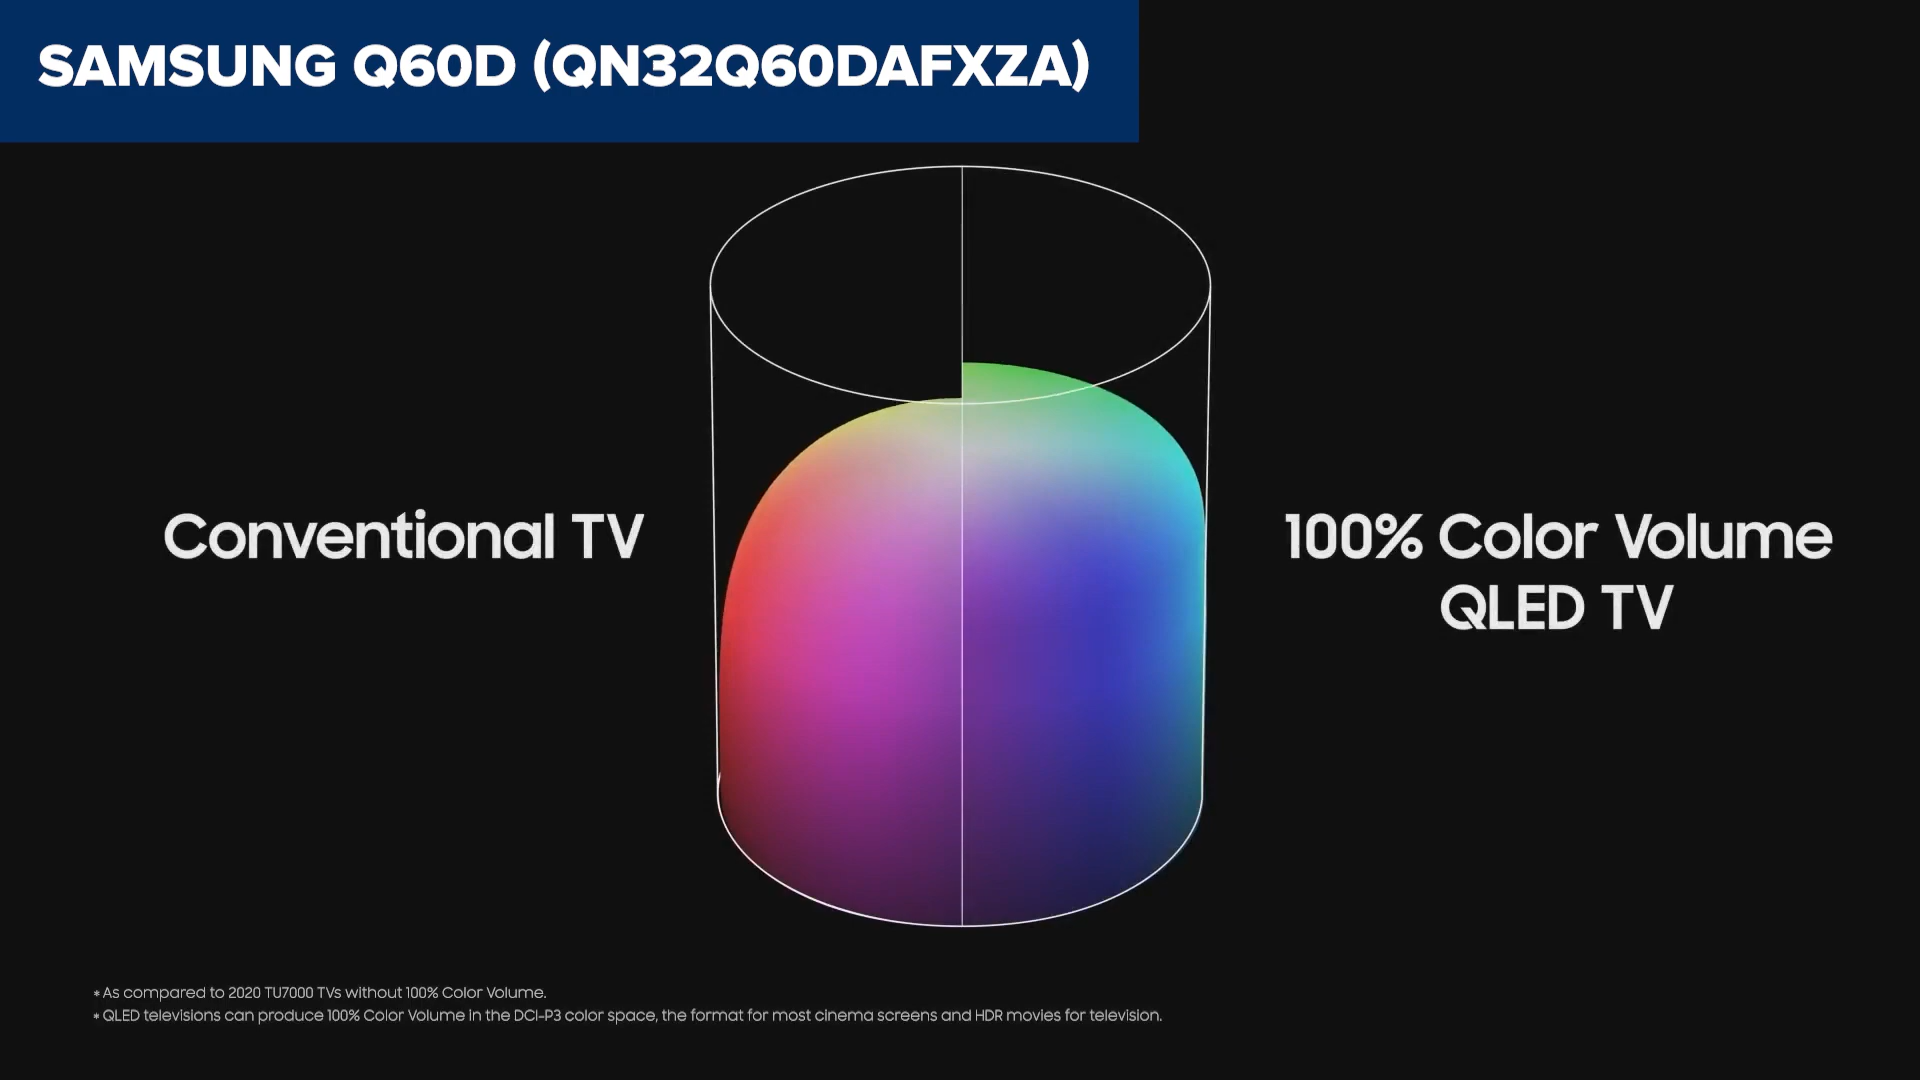 SAMSUNG Q60D (QN32Q60DAFXZA)
Conventional TV
100% Color Volume
QLED TV
* As compared to 2020 TU7000 TVs without 100% Color Volume.
* QLED televisions can produce 100% Color Volume in the DCI-P3 color space, the format for most cinema screens and HDR movies for television.